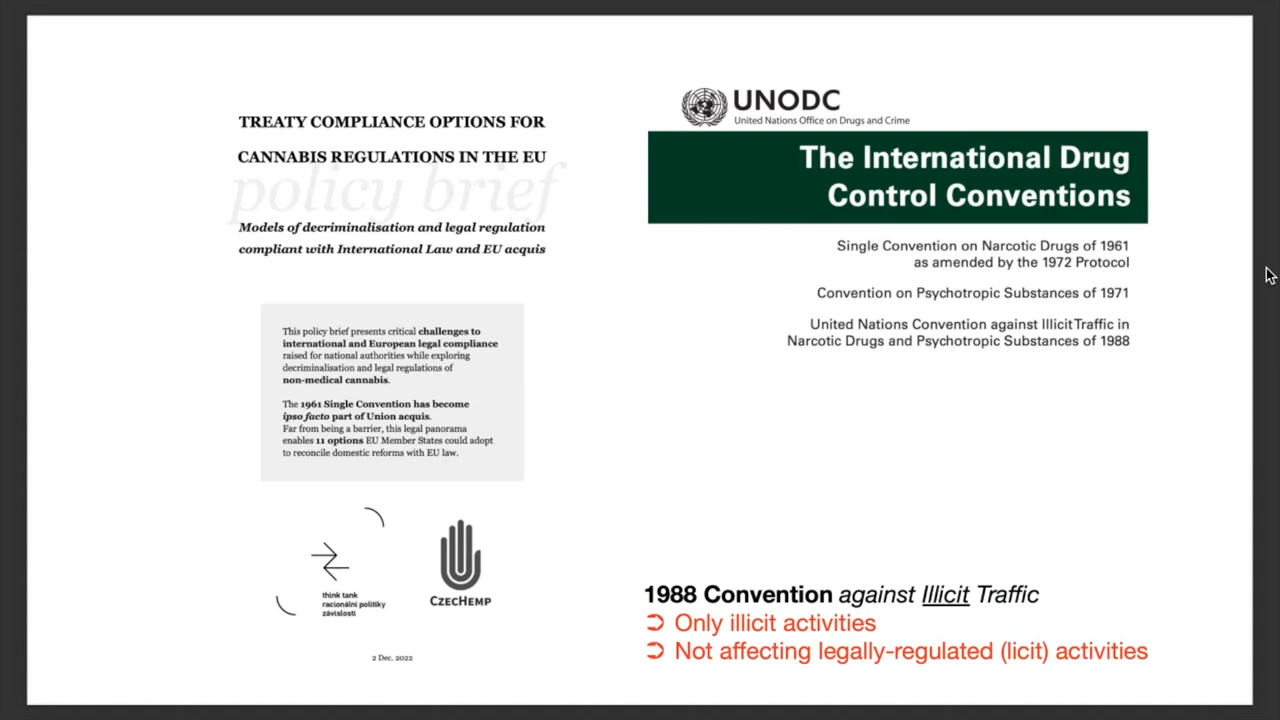 TREATY COMPLIANCE OPTIONS FOR
CANNABIS REGULATIONS IN THE EU
policy brief
Models of decriminalisation and legal regulation
compliant with International Law and EU acquis
This policy brief presents critical challenges to
international and European legal compliance
raised for national authorities while exploring
decriminalisation and legal regulations of
non-medical cannabis.
The 1961 Single Convention has become
ipso facto part of Union acquis.
Far from being a barrier, this legal panorama
enables 11 options EU Member States could adopt
to reconcile domestic reforms with EU law.
think tank
racionální politiky
závislostí
CZECHEMP
2 Dec. 2022
UNODC
United Nations Office on Drugs and Crime
The International Drug
Control Conventions
Single Convention on Narcotic Drugs of 1961
as amended by the 1972 Protocol
Convention on Psychotropic Substances of 1971
United Nations Convention against Illicit Traffic in
Narcotic Drugs and Psychotropic Substances of 1988
1988 Convention against Illicit Traffic
➲ Only illicit activities
➲ Not affecting legally-regulated (licit) activities